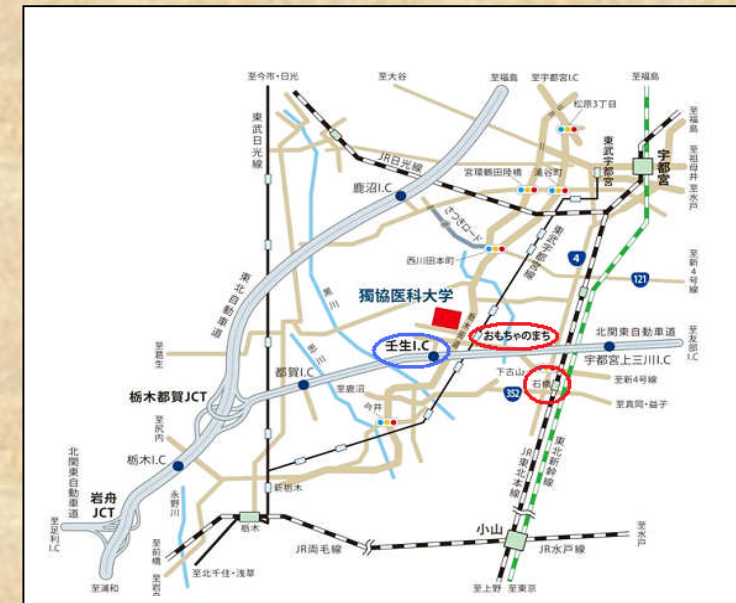 至今市・日光
至大谷
至福島
至宇都宮I.C
至福島
松原3丁目
至福島
東武日光線
JR日光線
東武宇都宮
宇都宮
至祖母井
至水戸
宮環鶴田陸橋
滝谷町
鹿沼I.C
さつきロード
東武宇都宮線
西川田本町
4
121
至新4号線
東北自動車道
黒川
獨協医科大学
おもちゃのまち
北関東自動車道
至友部I.C
壬生I.C
宇都宮上三川I.C
至葛生
思川
都賀I.C
至鹿沼
下古山
石橋
至新4号線
352
至真岡・益子
栃木都賀JCT
今井
至尻内
栃木I.C
北関東自動車道
岩舟JCT
永野川
新栃木
JR東北本線
東北新幹線
至足利I.C
栃木
小山
至水戸
至前橋
JR両毛線
JR水戸線
至北千住・浅草
至浦和
至上野
至東京